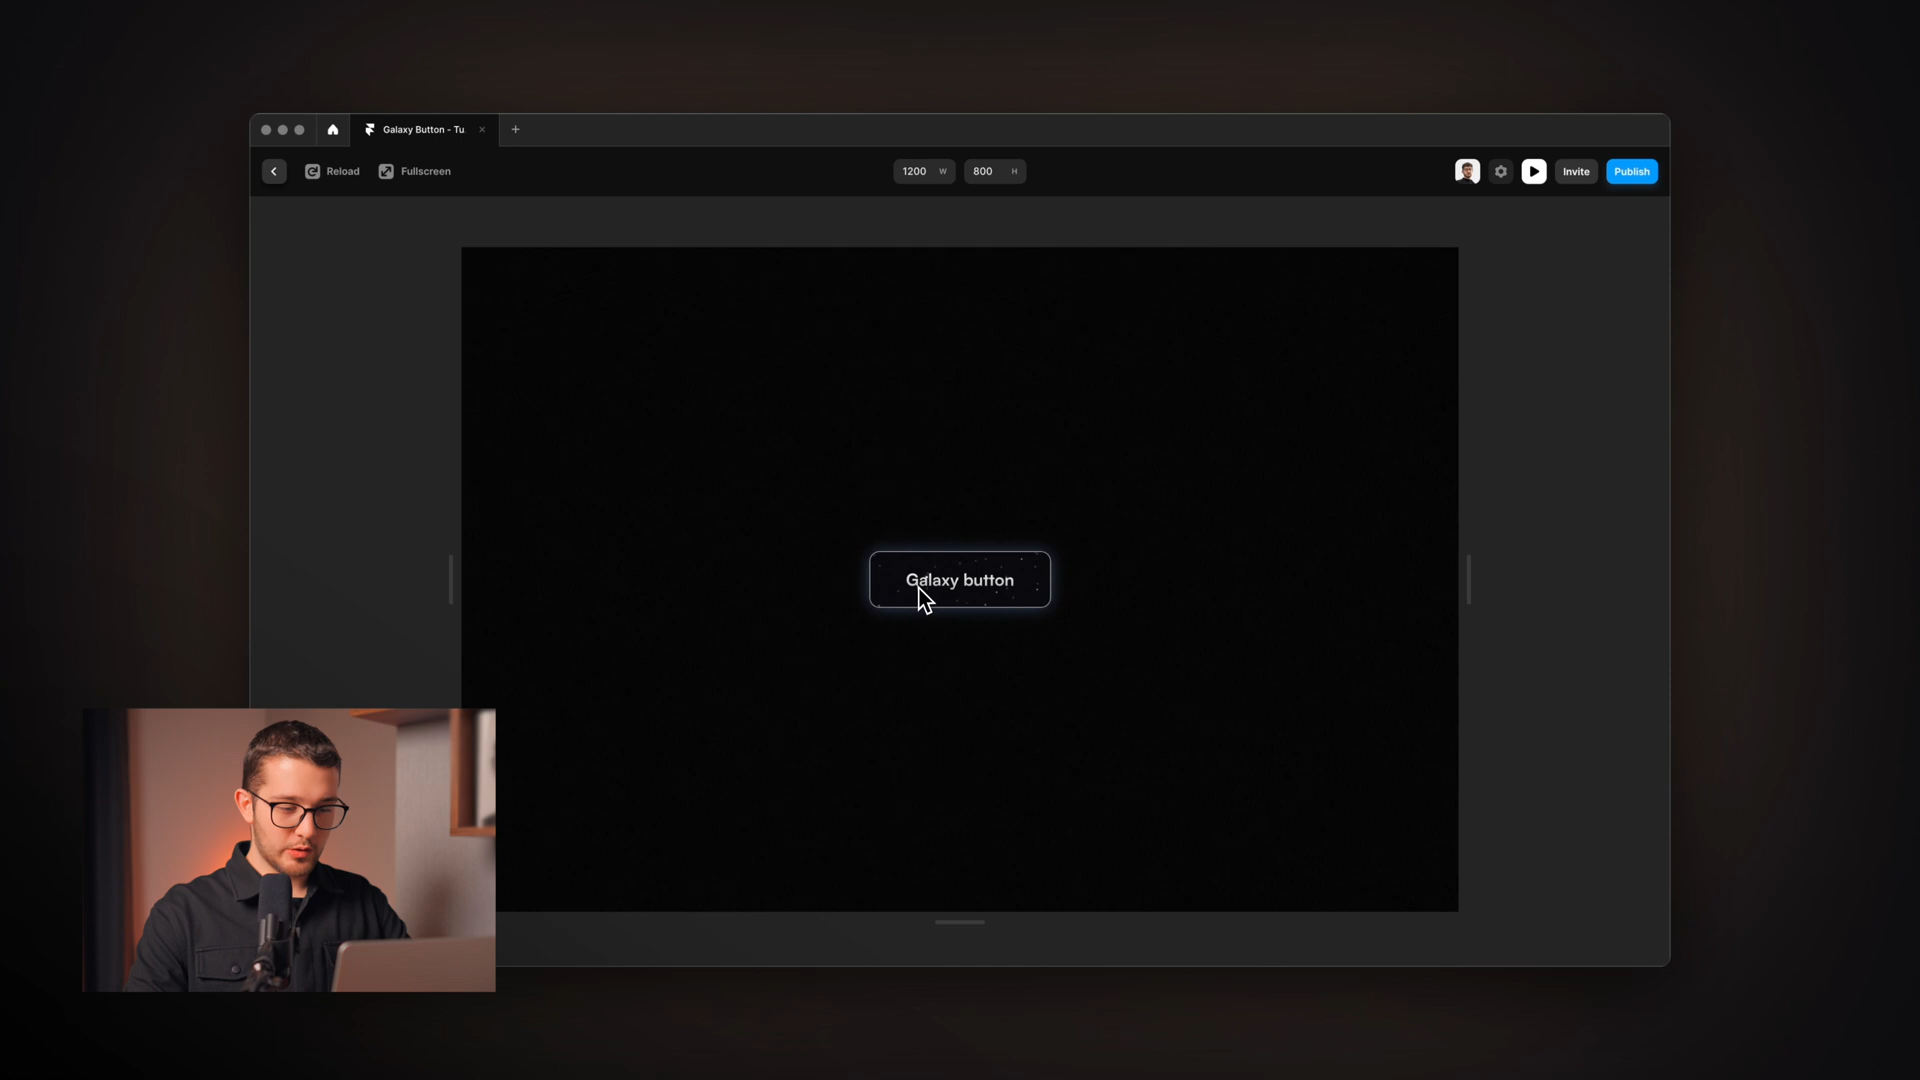 Galaxy Button - Tu
Reload
Fullscreen
1200 W
800 H
Invite
Publish
Galaxy button